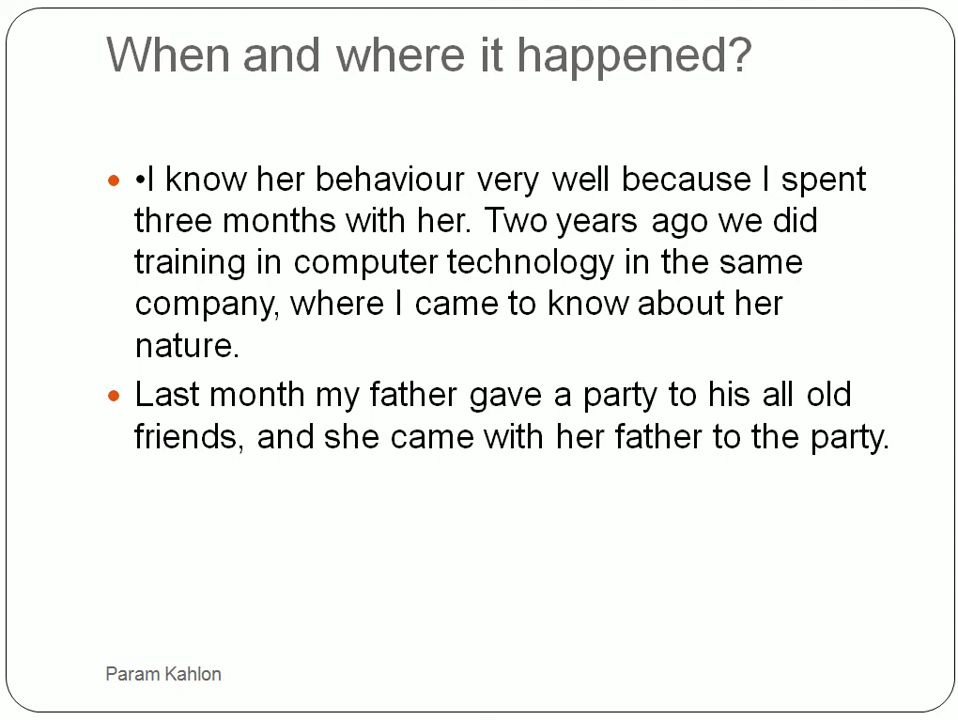 When and where it happened?
• •I know her behaviour very well because I spent
three months with her. Two years ago we did
training in computer technology in the same
company, where I came to know about her
nature.
• Last month my father gave a party to his all old
friends, and she came with her father to the party.
Param Kahlon